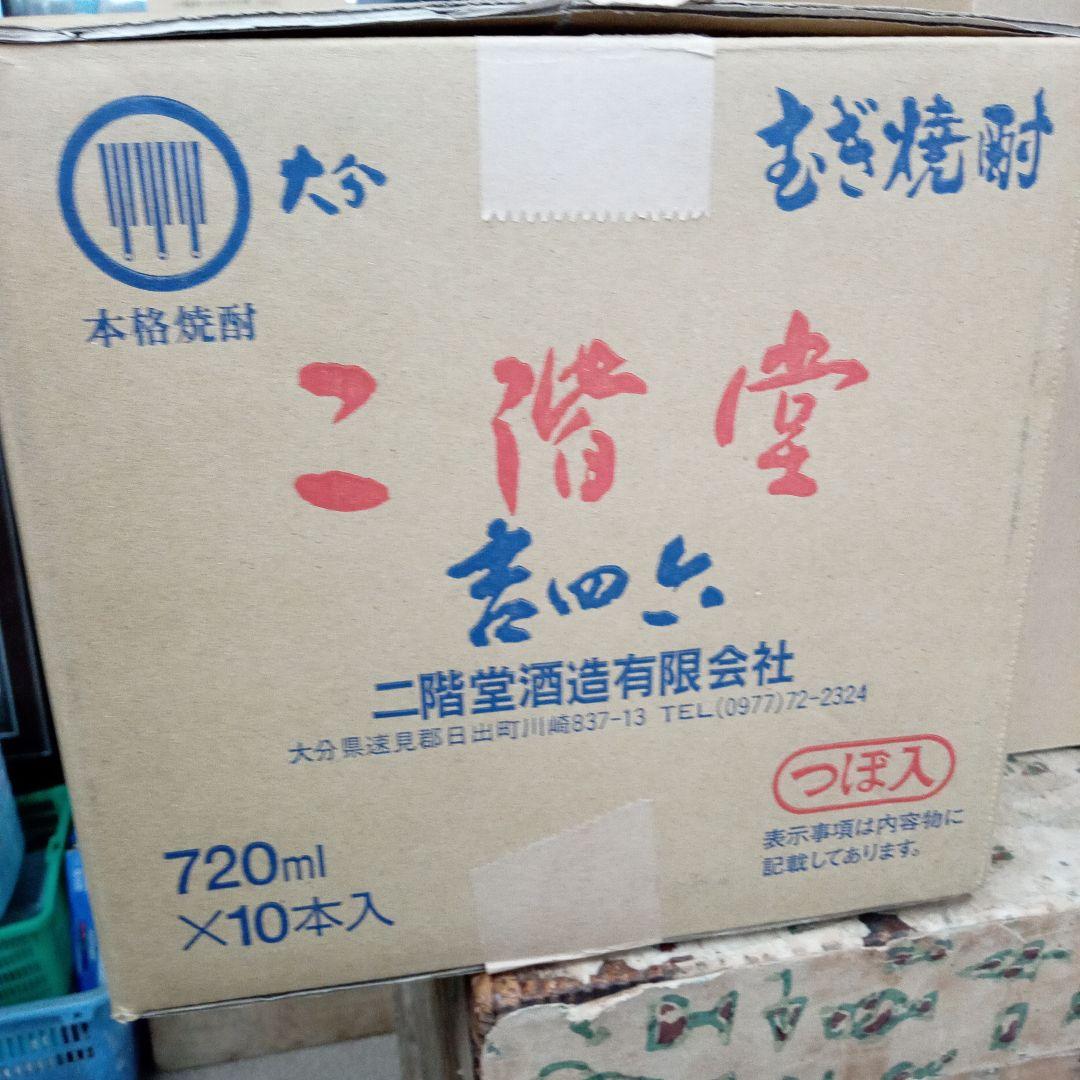 大分
むぎ焼酎
本格焼酎
二階堂
吉四六
二階堂酒造有限会社
大分県速見郡日出町川崎837-13 TEL(0977)72-2324
つぼ入
表示事項は内容物に
記載してあります。
720ml
×10本入